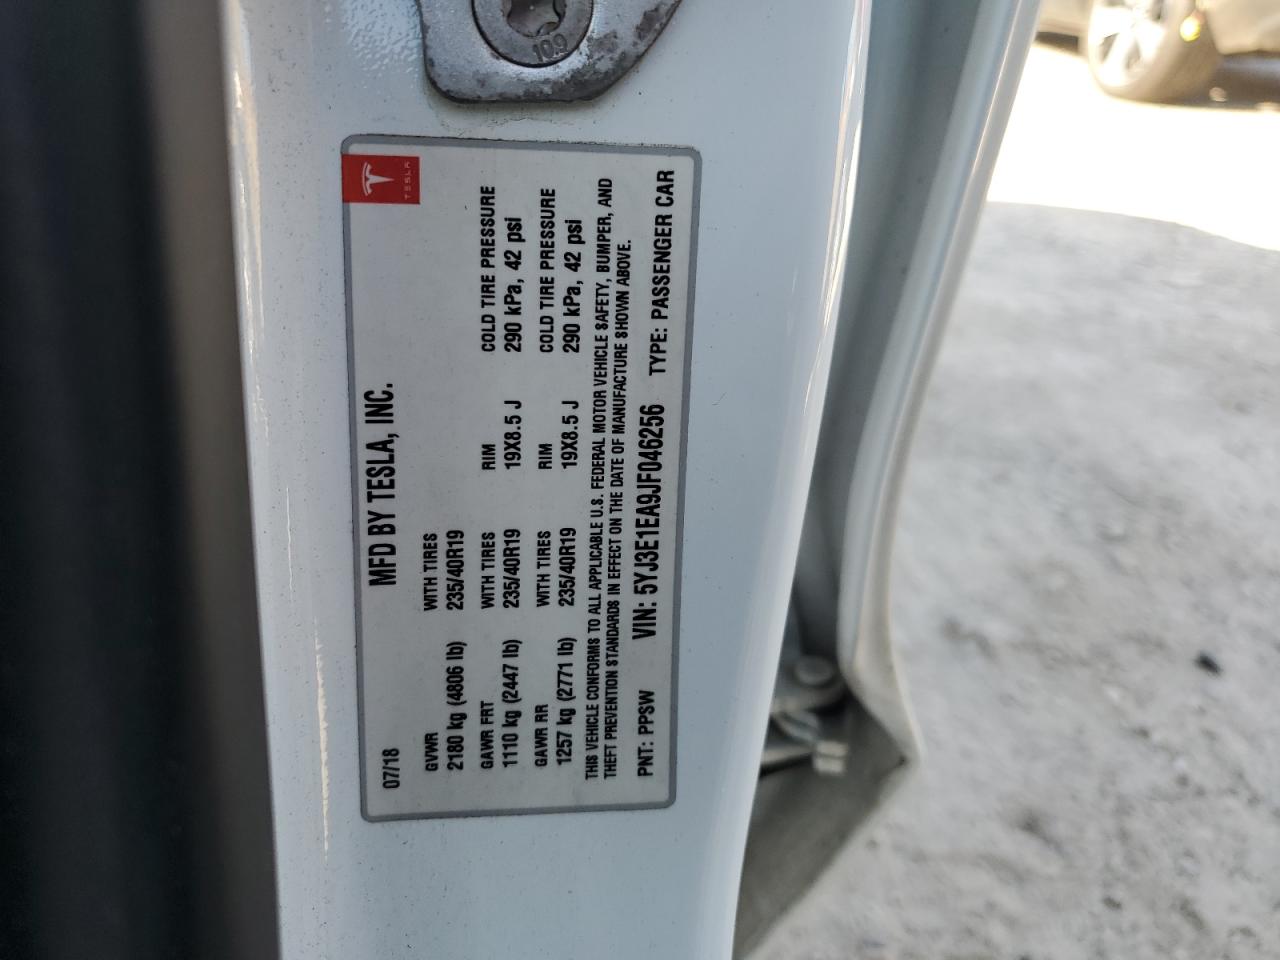 10.9
TESLA
07/18 MFD BY TESLA, INC.
GVWR WITH TIRES
2180 kg (4806 lb) 235/40R19
GAWR FRT WITH TIRES RIM COLD TIRE PRESSURE
1110 kg (2447 lb) 235/40R19 19X8.5 J 290 kPa, 42 psi
GAWR RR WITH TIRES RIM COLD TIRE PRESSURE
1257 kg (2771 lb) 235/40R19 19X8.5 J 290 kPa, 42 psi
THIS VEHICLE CONFORMS TO ALL APPLICABLE U.S. FEDERAL MOTOR VEHICLE SAFETY, BUMPER, AND
THEFT PREVENTION STANDARDS IN EFFECT ON THE DATE OF MANUFACTURE SHOWN ABOVE.
PNT: PPSW VIN: 5YJ3E1EA9JF046256 TYPE: PASSENGER CAR